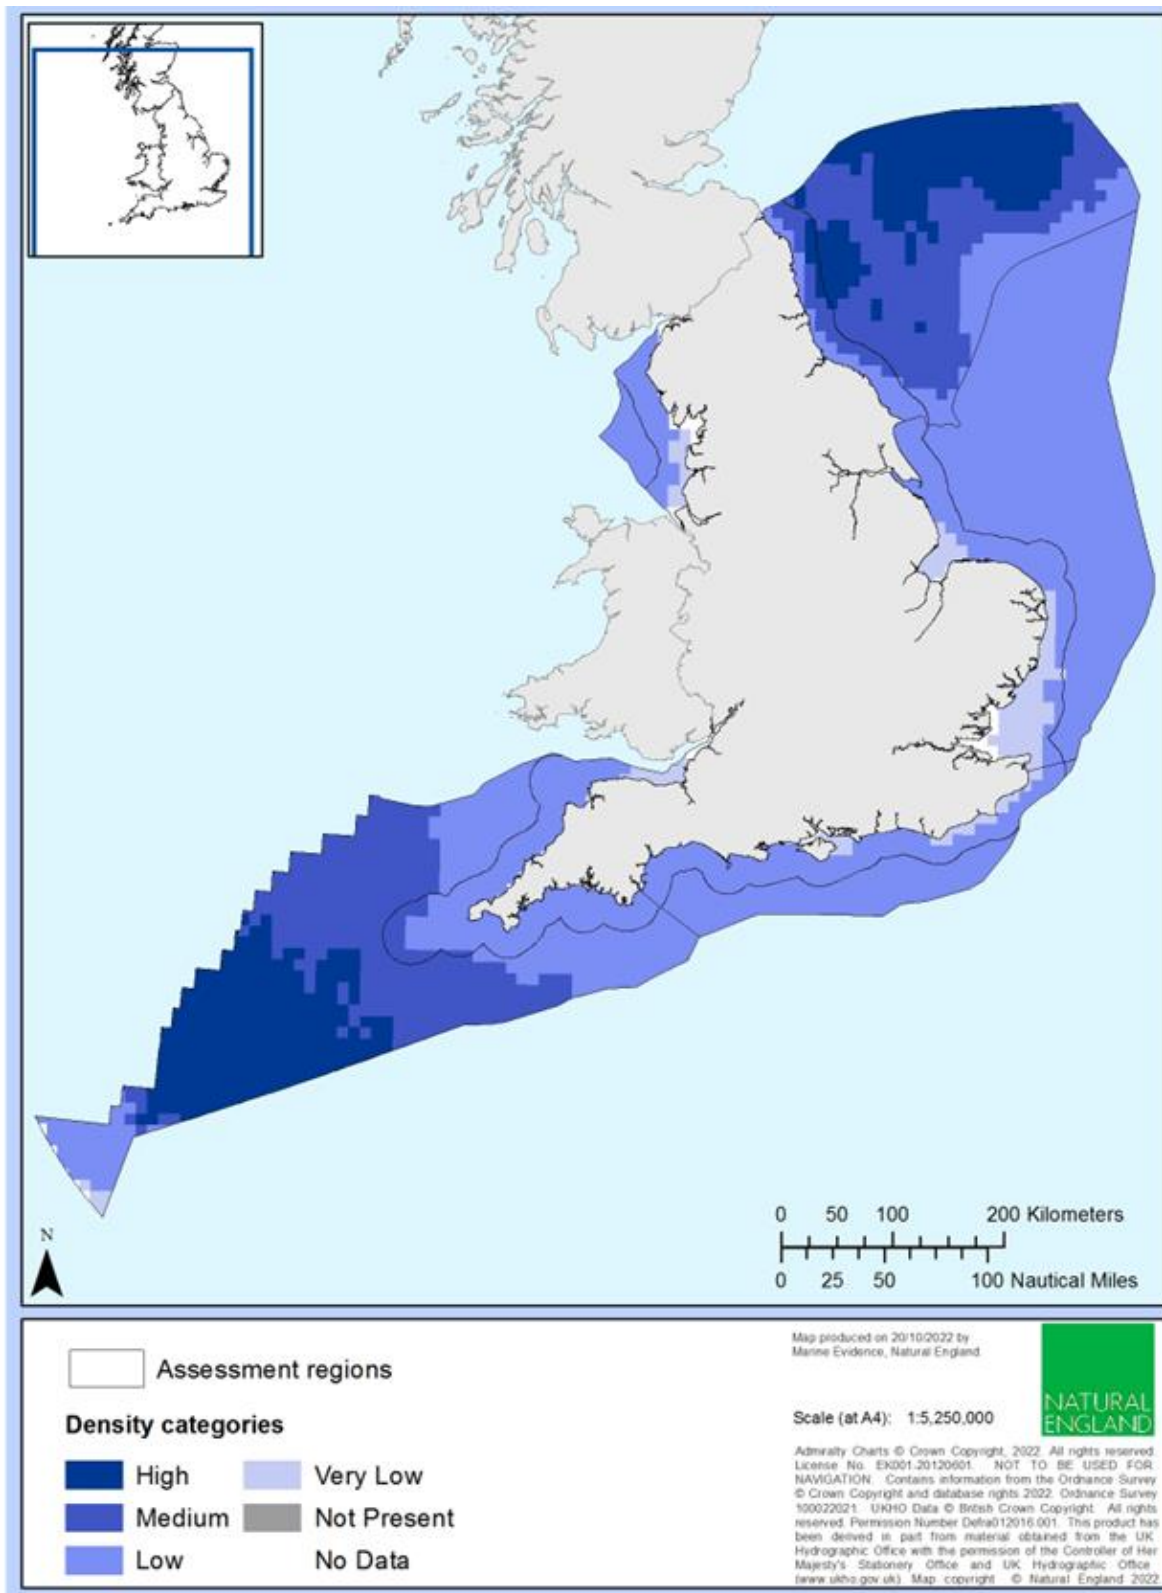 N
0 50 100 200 Kilometers
0 25 50 100 Nautical Miles
Assessment regions
Density categories
High
Medium
Low
Very Low
Not Present
No Data
Map produced on 20/10/2022 by
Marine Evidence, Natural England
Scale (at A4): 1:5,250,000
NATURAL
ENGLAND
Admiralty Charts © Crown Copyright, 2022. All rights reserved.
License No. EK001-20120601. NOT TO BE USED FOR
NAVIGATION. Contains information from the Ordnance Survey
© Crown Copyright and database rights 2022. Ordnance Survey
100022021. UKHO Data © British Crown Copyright. All rights
reserved. Permission Number Defra012016.001. This product has
been derived in part from material obtained from the UK
Hydrographic Office with the permission of the Controller of Her
Majesty's Stationery Office and UK Hydrographic Office
(www.ukho.gov.uk). Map copyright © Natural England 2022